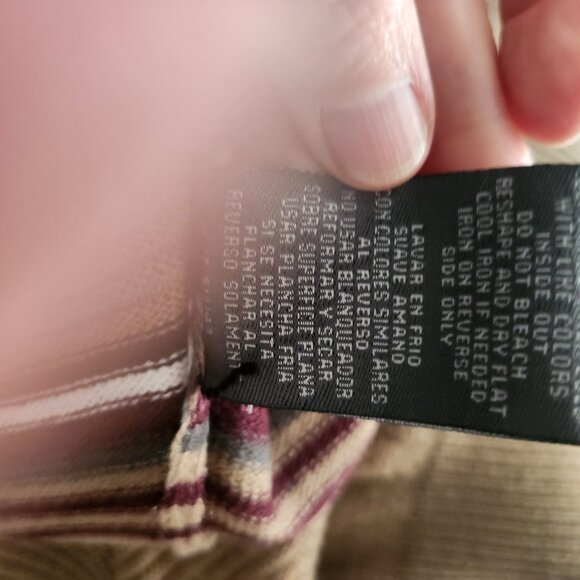 WITH LIKE COLORS
INSIDE OUT
DO NOT BLEACH
RESHAPE AND DRY FLAT
COOL IRON IF NEEDED
IRON ON REVERSE
SIDE ONLY
LAVAR EN FRIO
SUAVE AMANO
CON COLORES SIMILARES
AL REVERSO
NO USAR BLANQUEADOR
REFORMAR Y SECAR
SOBRE SUPERFICIE PLANA
USAR PLANCHA FRIA
SI SE NECESITA
PLANCHAR AL
REVERSO SOLAMENT